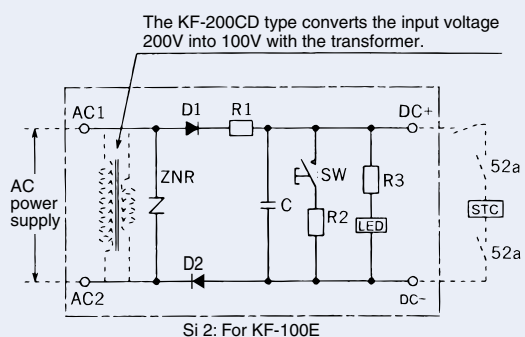 The KF-200CD type converts the input voltage
200V into 100V with the transformer.
AC1
D1
R1
DC+
AC
power
supply
ZNR
C
SW
R2
R3
LED
52a
STC
52a
D2
AC2
DC~
Si 2: For KF-100E